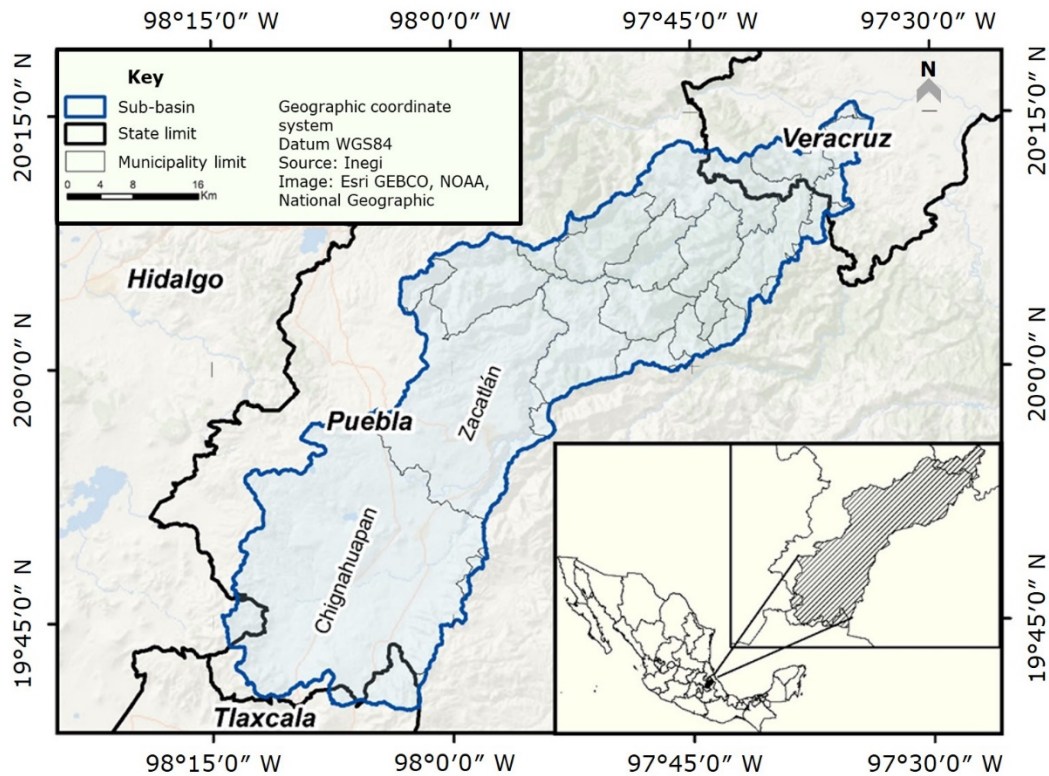 98°15′0″ W
98°0′0″ W
97°45′0″ W
97°30′0″ W
20°15′0″ N
20°0′0″ N
19°45′0″ N
Key
Sub-basin
State limit
Municipality limit
0 4 8 16
Km
Geographic coordinate
system
Datum WGS84
Source: Inegi
Image: Esri GEBCO, NOAA,
National Geographic
N
Veracruz
20°15′0″ N
Hidalgo
Puebla
Zacatlán
20°0′0″ N
Chignahuapan
19°45′0″ N
Tlaxcala
98°15′0″ W
98°0′0″ W
97°45′0″ W
97°30′0″ W